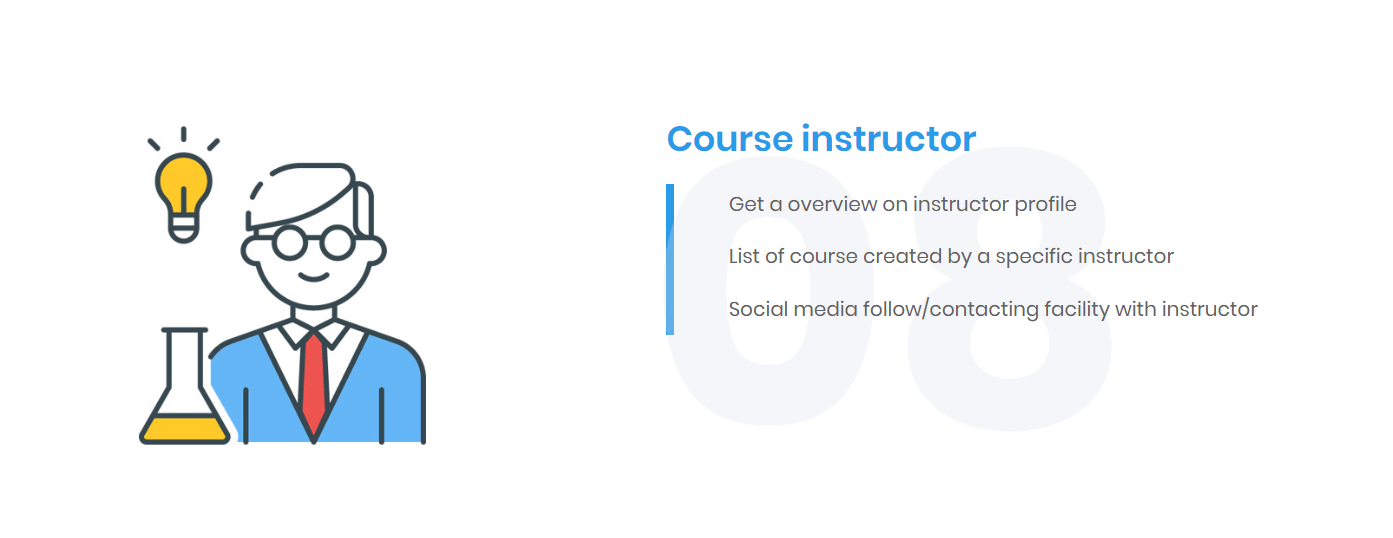 Course instructor
08
Get a overview on instructor profile
List of course created by a specific instructor
Social media follow/contacting facility with instructor